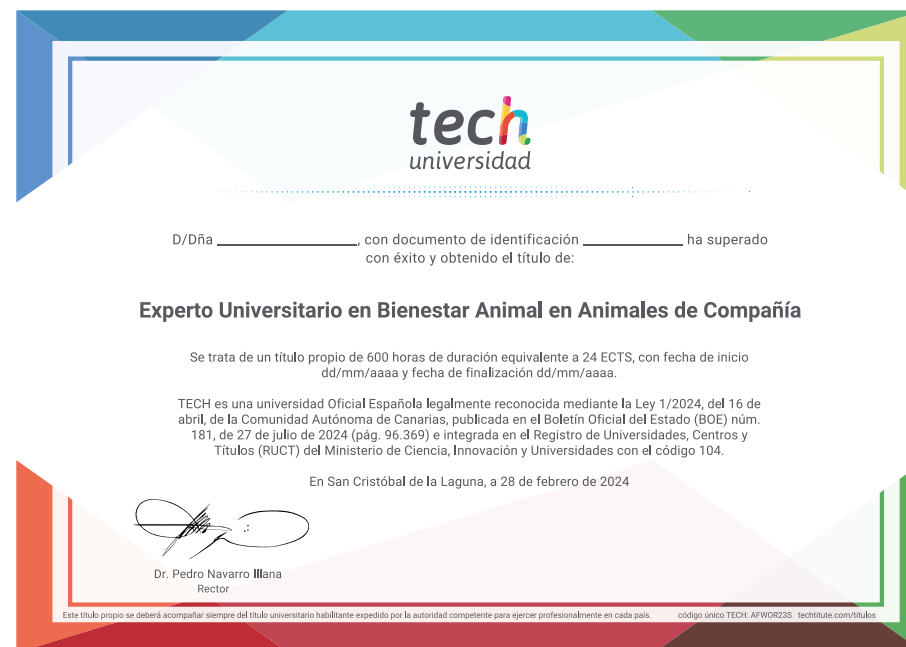 tech
universidad
D/Dña ________________, con documento de identificación ____________ ha superado
con éxito y obtenido el título de:
Experto Universitario en Bienestar Animal en Animales de Compañía
Se trata de un título propio de 600 horas de duración equivalente a 24 ECTS, con fecha de inicio
dd/mm/aaaa y fecha de finalización dd/mm/aaaa.
TECH es una universidad Oficial Española legalmente reconocida mediante la Ley 1/2024, del 16 de
abril, de la Comunidad Autónoma de Canarias, publicada en el Boletín Oficial del Estado (BOE) núm.
181, de 27 de julio de 2024 (pág. 96.369) e integrada en el Registro de Universidades, Centros y
Títulos (RUCT) del Ministerio de Ciencia, Innovación y Universidades con el código 104.
En San Cristóbal de la Laguna, a 28 de febrero de 2024
Dr. Pedro Navarro Illana
Rector
Este título propio se deberá acompañar siempre del título universitario habilitante expedido por la autoridad competente para ejercer profesionalmente en cada país. código único TECH: AFWOR23S techtitute.com/titulos